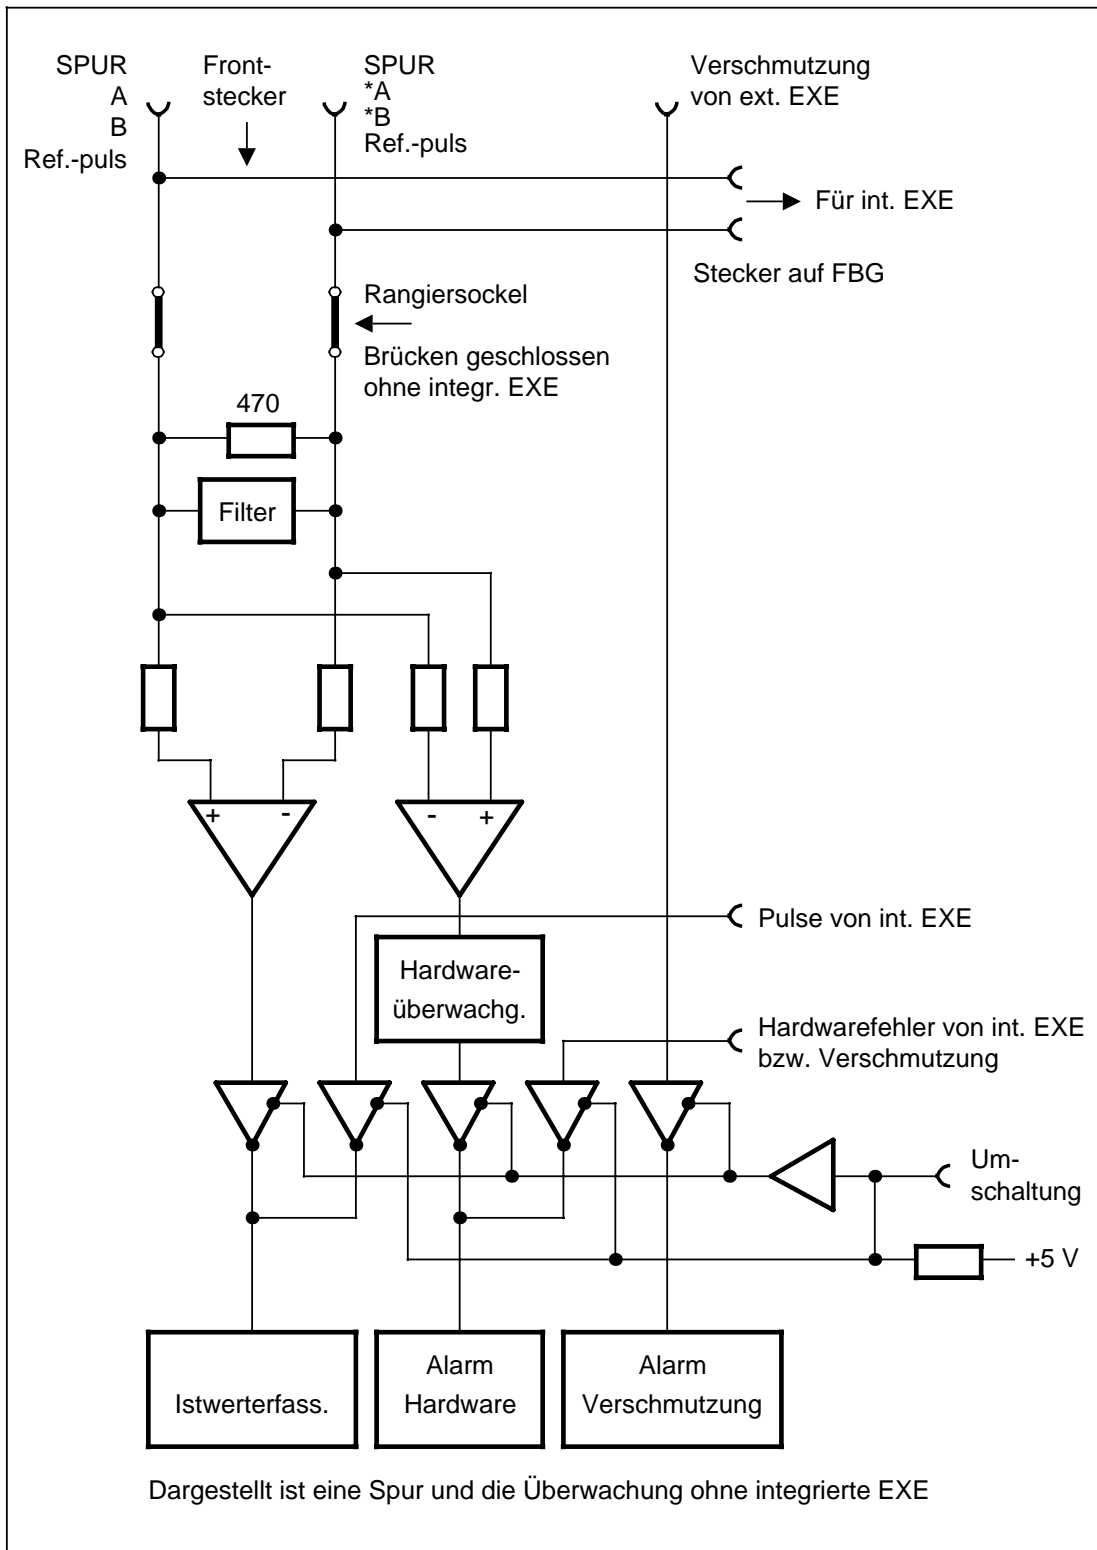 SPUR
A
B
Ref.-puls
Front-
stecker
SPUR
*A
*B
Ref.-puls
Verschmutzung
von ext. EXE
Für int. EXE
Stecker auf FBG
Rangiersockel
Brücken geschlossen
ohne integr. EXE
470
Filter
+ -
- +
Pulse von int. EXE
Hardware-
überwachg.
Hardwarefehler von int. EXE
bzw. Verschmutzung
Um-
schaltung
+5 V
Istwerterfass.
Alarm
Hardware
Alarm
Verschmutzung
Dargestellt ist eine Spur und die Überwachung ohne integrierte EXE